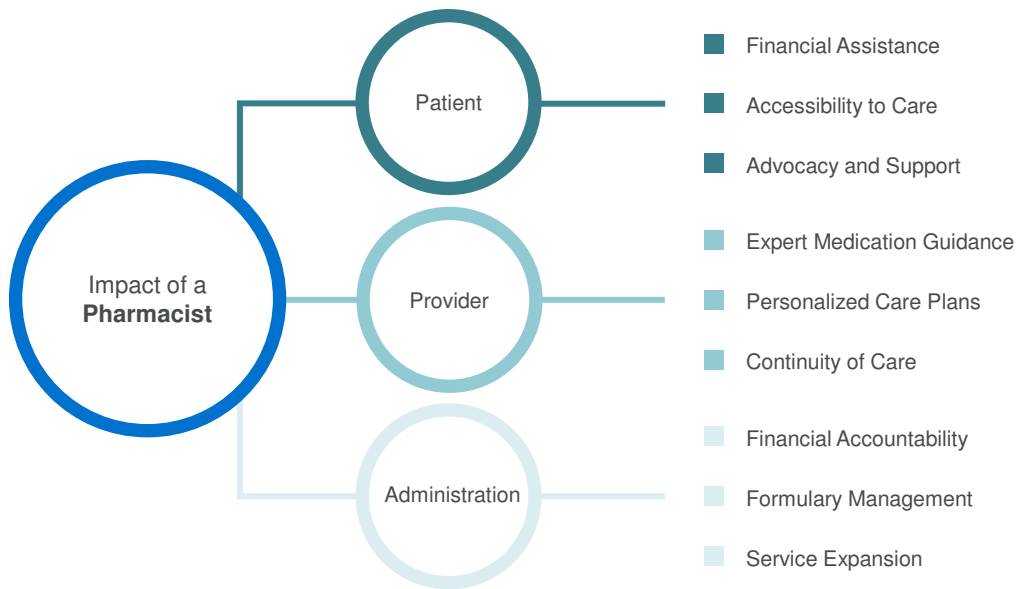 Impact of a
Pharmacist
Patient
Financial Assistance
Accessibility to Care
Advocacy and Support
Provider
Expert Medication Guidance
Personalized Care Plans
Continuity of Care
Administration
Financial Accountability
Formulary Management
Service Expansion